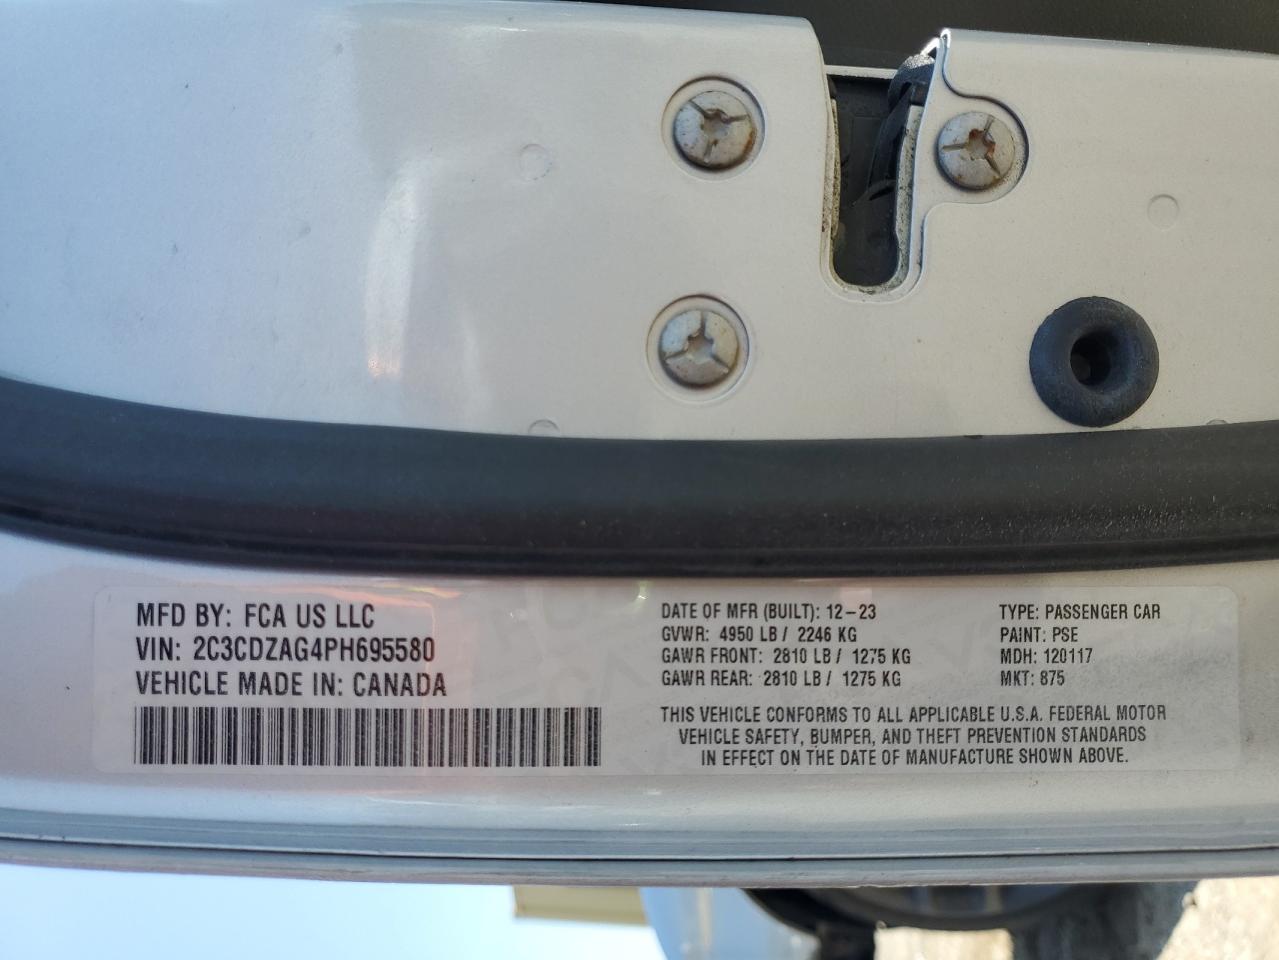 MFD BY: FCA US LLC
VIN: 2C3CDZAG4PH695580
VEHICLE MADE IN: CANADA
DATE OF MFR (BUILT): 12-23
GVWR: 4950 LB / 2246 KG
GAWR FRONT: 2810 LB / 1275 KG
GAWR REAR: 2810 LB / 1275 KG
TYPE: PASSENGER CAR
PAINT: PSE
MDH: 120117
MKT: 875
THIS VEHICLE CONFORMS TO ALL APPLICABLE U.S.A. FEDERAL MOTOR
VEHICLE SAFETY, BUMPER, AND THEFT PREVENTION STANDARDS
IN EFFECT ON THE DATE OF MANUFACTURE SHOWN ABOVE.